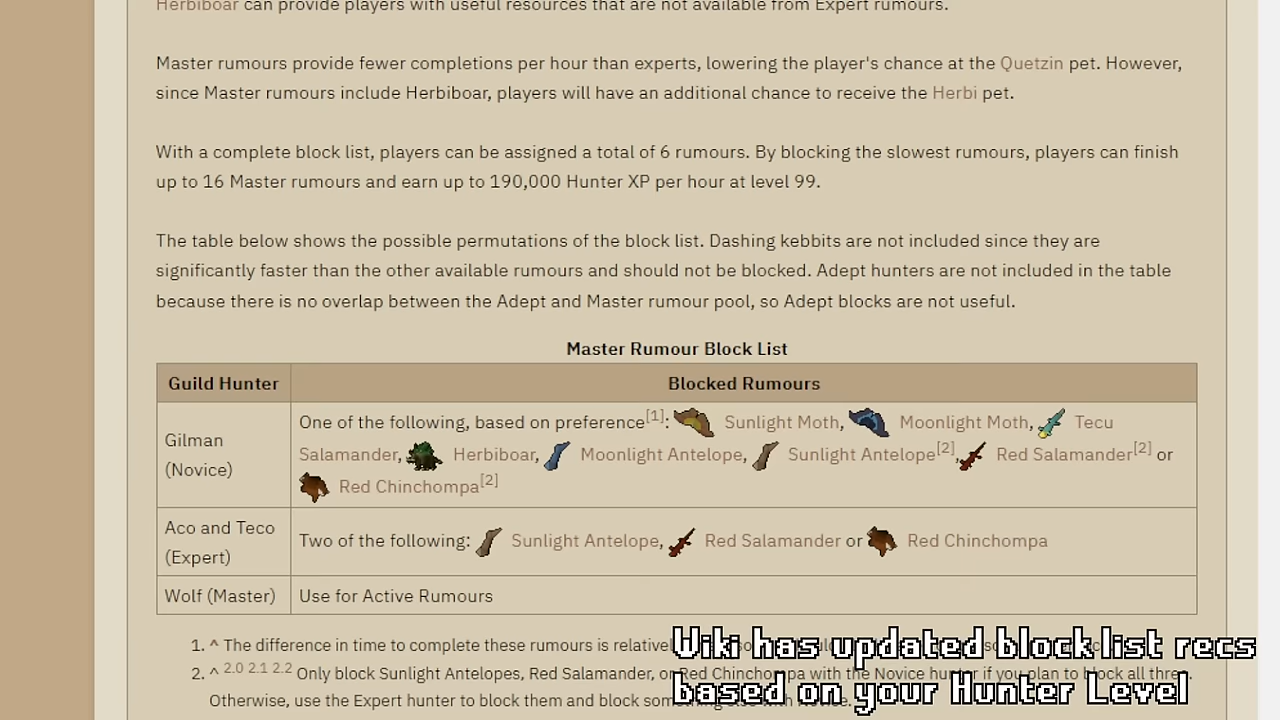 Herbiboar can provide players with useful resources that are not available from Expert rumours.
Master rumours provide fewer completions per hour than experts, lowering the player's chance at the Quetzin pet. However,
since Master rumours include Herbiboar, players will have an additional chance to receive the Herbi pet.
With a complete block list, players can be assigned a total of 6 rumours. By blocking the slowest rumours, players can finish
up to 16 Master rumours and earn up to 190,000 Hunter XP per hour at level 99.
The table below shows the possible permutations of the block list. Dashing kebbits are not included since they are
significantly faster than the other available rumours and should not be blocked. Adept hunters are not included in the table
because there is no overlap between the Adept and Master rumour pool, so Adept blocks are not useful.
Master Rumour Block List
Guild Hunter Blocked Rumours
Gilman
(Novice)
One of the following, based on preference[1]: Sunlight Moth, Moonlight Moth, Tecu
Salamander, Herbiboar, Moonlight Antelope, Sunlight Antelope[2], Red Salamander[2] or
Red Chinchompa[2]
Aco and Teco
(Expert)
Two of the following: Sunlight Antelope, Red Salamander or Red Chinchompa
Wolf (Master) Use for Active Rumours
1. ^ The difference in time to complete these rumours is
2. ^ 2.0 2.1 2.2 Only block Sunlight Antelopes, Red Salamander, or Red Chinchompa with the Novice hunter if you plan to block all three.
Otherwise, use the Expert hunter to block them and block something else with
Wiki has updated blocklist recs
based on your Hunter Level